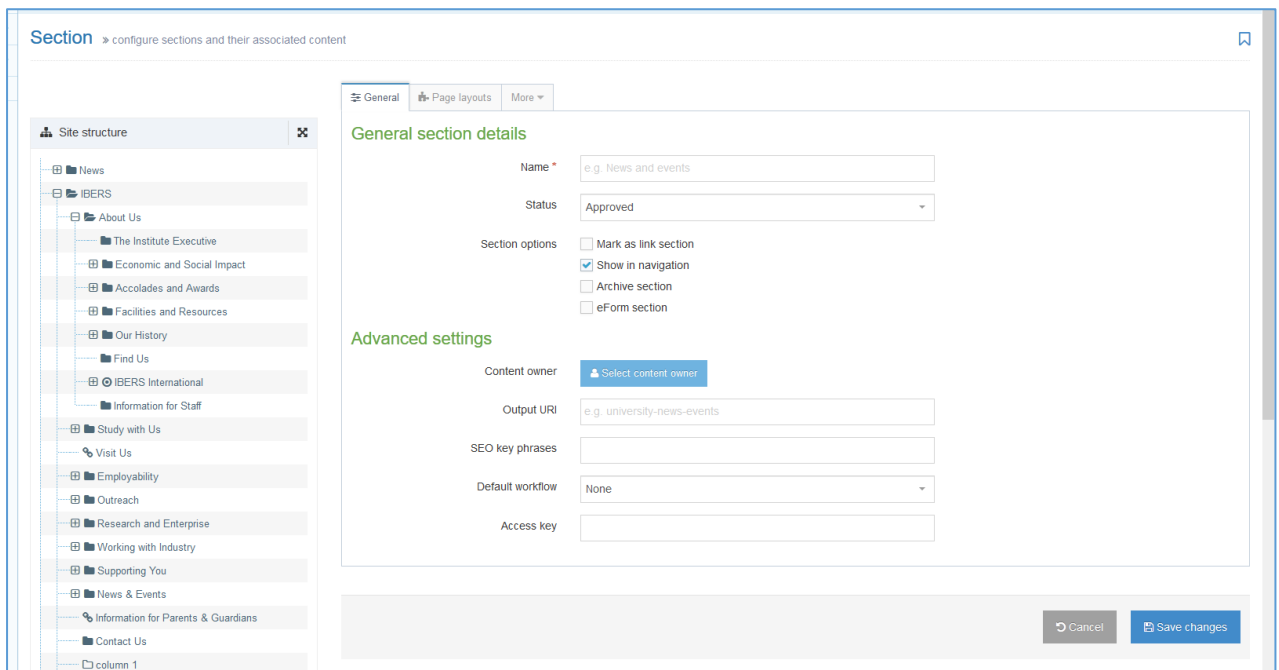 Section » configure sections and their associated content
General
Page layouts
More
Site structure
News
IBERS
About Us
The Institute Executive
Economic and Social Impact
Accolades and Awards
Facilities and Resources
Our History
Find Us
IBERS International
Information for Staff
Study with Us
Visit Us
Employability
Outreach
Research and Enterprise
Working with Industry
Supporting You
News & Events
Information for Parents & Guardians
Contact Us
column 1
General section details
Name *
e.g. News and events
Status
Approved
Section options
Mark as link section
Show in navigation
Archive section
eForm section
Advanced settings
Content owner
Select content owner
Output URI
e.g. university-news-events
SEO key phrases
Default workflow
None
Access key
Cancel
Save changes